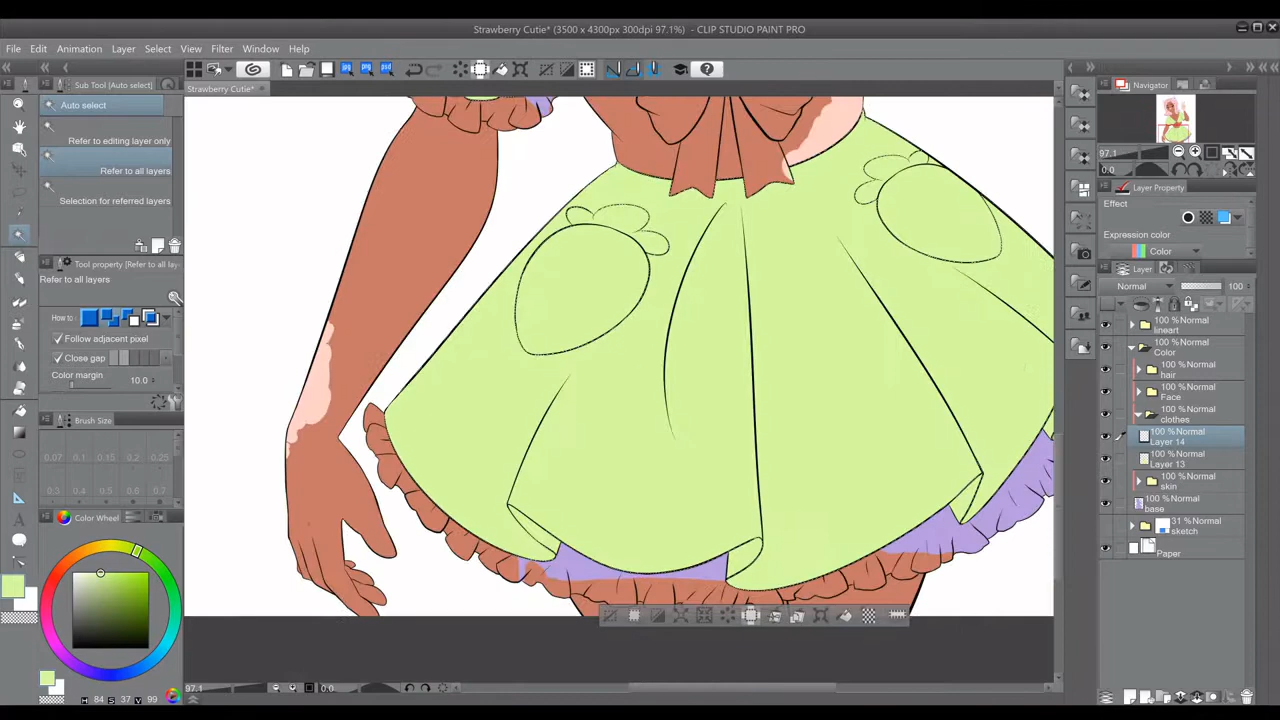 Strawberry Cutie* (3500 x 4300px 300dpi 97.1%) - CLIP STUDIO PAINT PRO
File Edit Animation Layer Select View Filter Window Help
Sub Tool [Auto select]
Strawberry Cutie*
Navigator
Auto select
Refer to editing layer only
Refer to all layers
Selection for referred layers
97.1
0.0
Layer Property
Effect
Expression color
Color
Tool property [Refer to all lay
Refer to all layers
How to
Follow adjacent pixel
Close gap
Color margin 10.0
Layer
Normal 100
100 %Normal
lineart
100 %Normal
Color
100 %Normal
hair
100 %Normal
Face
100 %Normal
clothes
100 %Normal
Layer 14
100 %Normal
Layer 13
100 %Normal
skin
100 %Normal
base
31 %Normal
sketch
Paper
Brush Size
0.07 0.1 0.15 0.2 0.25
0.3 0.4 0.5 0.6 0.7
Color Wheel
97.1 0.0
H 84 S 37 V 99